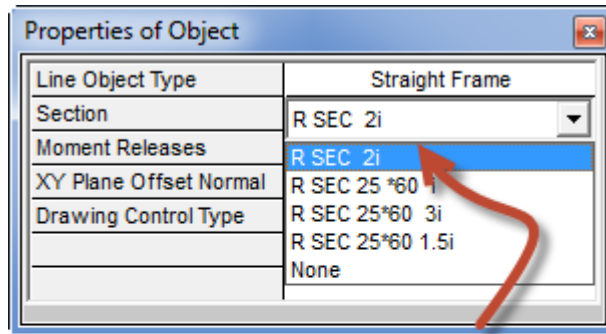 Properties of Object
Line Object Type Straight Frame
Section R SEC 2i
Moment Releases R SEC 2i
XY Plane Offset Normal R SEC 25 *60 i
Drawing Control Type R SEC 25*60 3i
R SEC 25*60 1.5i
None